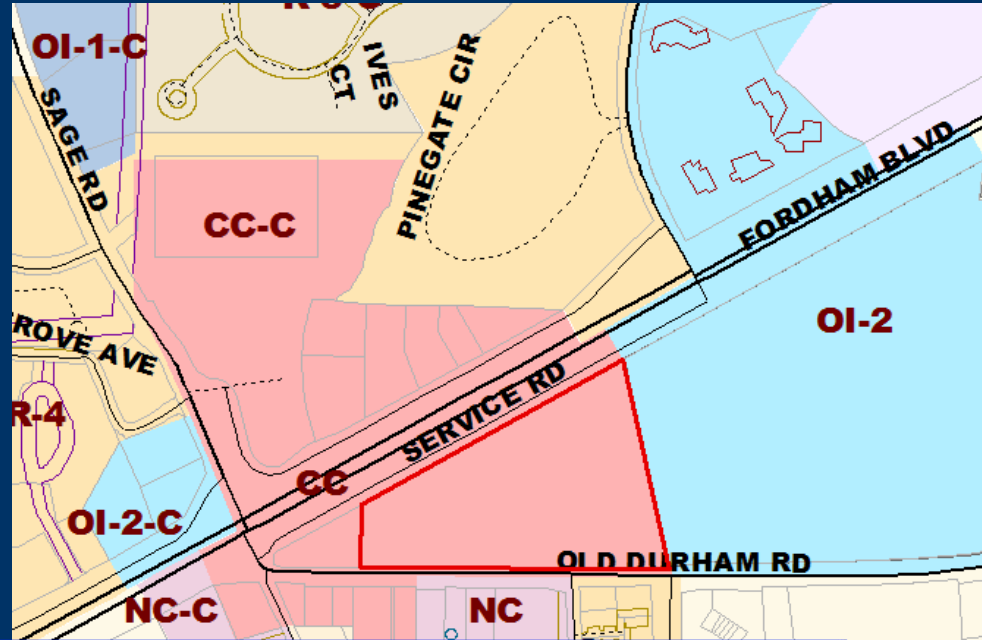 OI-1-C
IVES
CT
PINEGATE CIR
SAGE RD
CC-C
FORDHAM BLVD
OI-2
ROVE AVE
R-4
SERVICE RD
CC
OI-2-C
OLD DURHAM RD
NC-C
NC